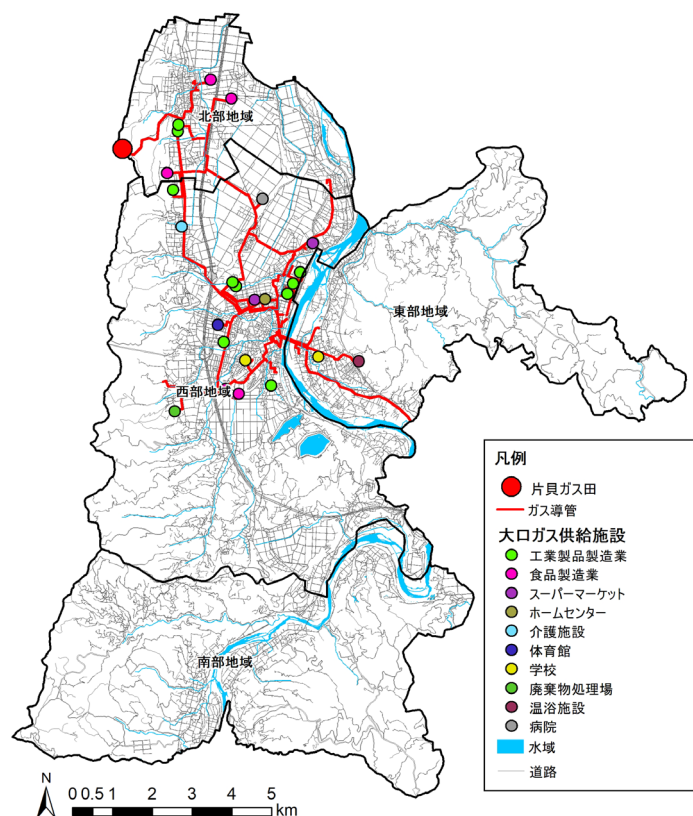 北部地域
東部地域
西部地域
南部地域
凡例
片貝ガス田
ガス導管
大口ガス供給施設
工業製品製造業
食品製造業
スーパーマーケット
ホームセンター
介護施設
体育館
学校
廃棄物処理場
温浴施設
病院
水域
道路
N
0 0.5 1 2 3 4 5
km